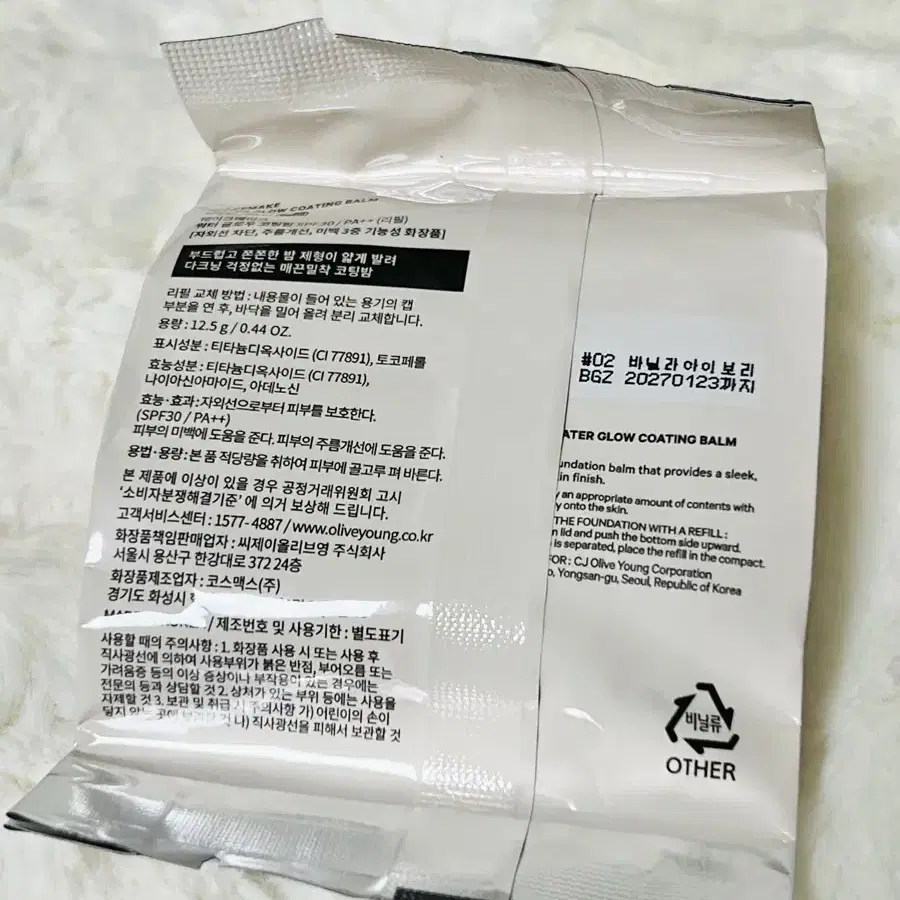 GLOW COATING BALM
워터 글로우 코팅밤 SPF30 / PA++ (리필)
[자외선 차단, 주름개선, 미백 3중 기능성 화장품]
부드럽고 쫀쫀한 밤 제형이 얇게 발려
다크닝 걱정없는 매끈밀착 코팅밤
리필 교체 방법 : 내용물이 들어 있는 용기의 캡
부분을 연 후, 바닥을 밀어 올려 분리 교체합니다.
용량 : 12.5 g / 0.44 OZ.
표시성분 : 티타늄디옥사이드 (CI 77891), 토코페롤
효능성분 : 티타늄디옥사이드 (CI 77891),
나이아신아마이드, 아데노신
효능·효과 : 자외선으로부터 피부를 보호한다.
(SPF30 / PA++)
피부의 미백에 도움을 준다. 피부의 주름개선에 도움을 준다.
용법·용량 : 본 품 적당량을 취하여 피부에 골고루 펴 바른다.
본 제품에 이상이 있을 경우 공정거래위원회 고시
‘소비자분쟁해결기준’ 에 의거 보상해 드립니다.
고객서비스센터 : 1577- 4887 / www.oliveyoung.co.kr
화장품책임판매업자 : 씨제이올리브영 주식회사
서울시 용산구 한강대로 372 24층
화장품제조업자 : 코스맥스(주)
경기도 화성시
/ 제조번호 및 사용기한 : 별도표기
사용할 때의 주의사항 : 1. 화장품 사용 시 또는 사용 후
직사광선에 의하여 사용부위가 붉은 반점, 부어오름 또는
가려움증 등의 이상 증상이나 부작용이 있는 경우에는
전문의 등과 상담할 것 2. 상처가 있는 부위 등에는 사용을
자제할 것 3. 보관 및 취급 시 주의사항 가) 어린이의 손이
닿지 않는 곳에 보관할 것 나) 직사광선을 피해서 보관할 것
#02 바닐라아이보리
BGZ 20270123까지
ATER GLOW COATING BALM
undation balm that provides a sleek,
in finish.
y an appropriate amount of contents with
y onto the skin.
THE FOUNDATION WITH A REFILL :
n lid and push the bottom side upward.
is separated, place the refill in the compact.
FOR : CJ Olive Young Corporation
o, Yongsan-gu, Seoul, Republic of Korea
비닐류
OTHER